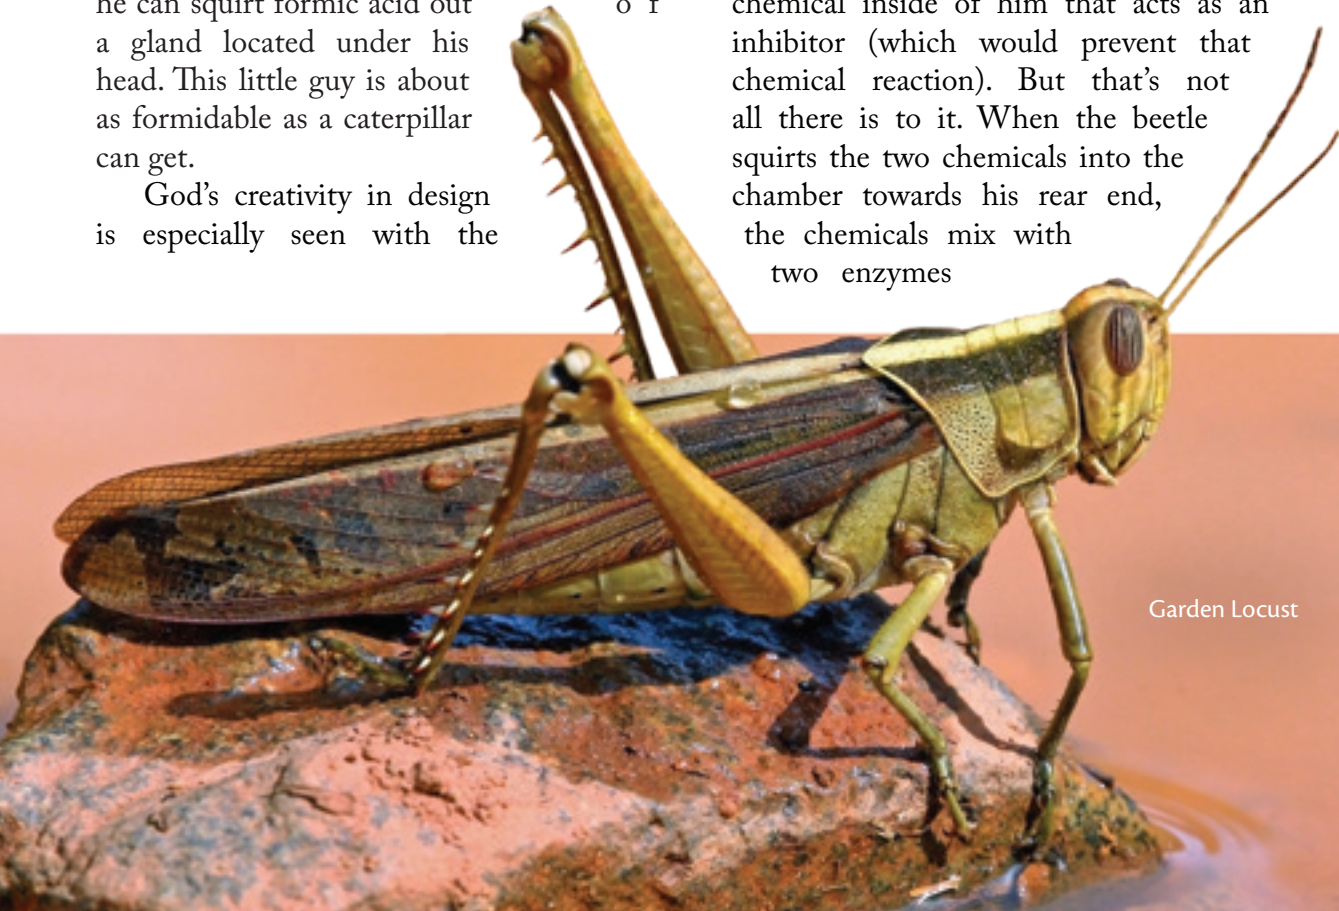 he can squirt formic acid out
a gland located under his
head. This little guy is about
as formidable as a caterpillar
can get.
God’s creativity in design
is especially seen with the
of
chemical inside of him that acts as an
inhibitor (which would prevent that
chemical reaction). But that’s not
all there is to it. When the beetle
squirts the two chemicals into the
chamber towards his rear end,
the chemicals mix with
two enzymes
Garden Locust